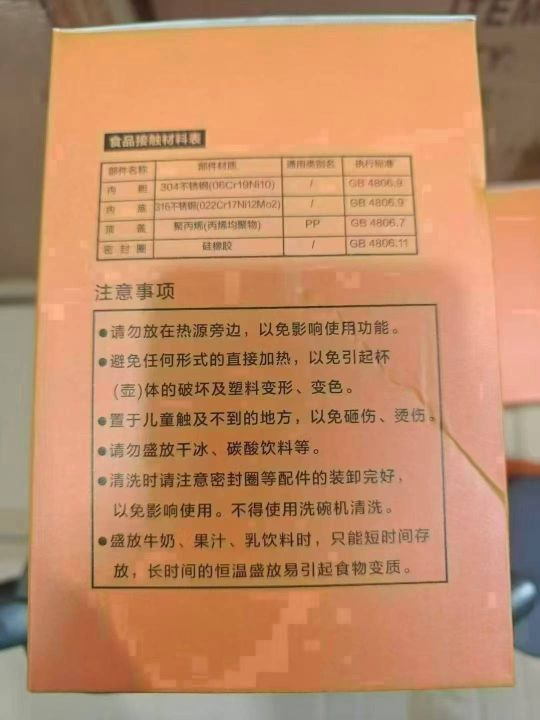 ITEM
食品接触材料表
部件名称 部件材质 通用类别名 执行标准
内 胆 304不锈钢(06Cr19Ni10) / GB 4806.9
内 底 316不锈钢(022Cr17Ni12Mo2) / GB 4806.9
顶 盖 聚丙烯(丙烯均聚物) PP GB 4806.7
密 封 圈 硅橡胶 / GB 4806.11
注意事项
●请勿放在热源旁边，以免影响使用功能。
●避免任何形式的直接加热，以免引起杯
(壶)体的破坏及塑料变形、变色。
●置于儿童触及不到的地方，以免砸伤、烫伤。
●请勿盛放干冰、碳酸饮料等。
●清洗时请注意密封圈等配件的装卸完好，
以免影响使用。不得使用洗碗机清洗。
●盛放牛奶、果汁、乳饮料时，只能短时间存
放，长时间的恒温盛放易引起食物变质。